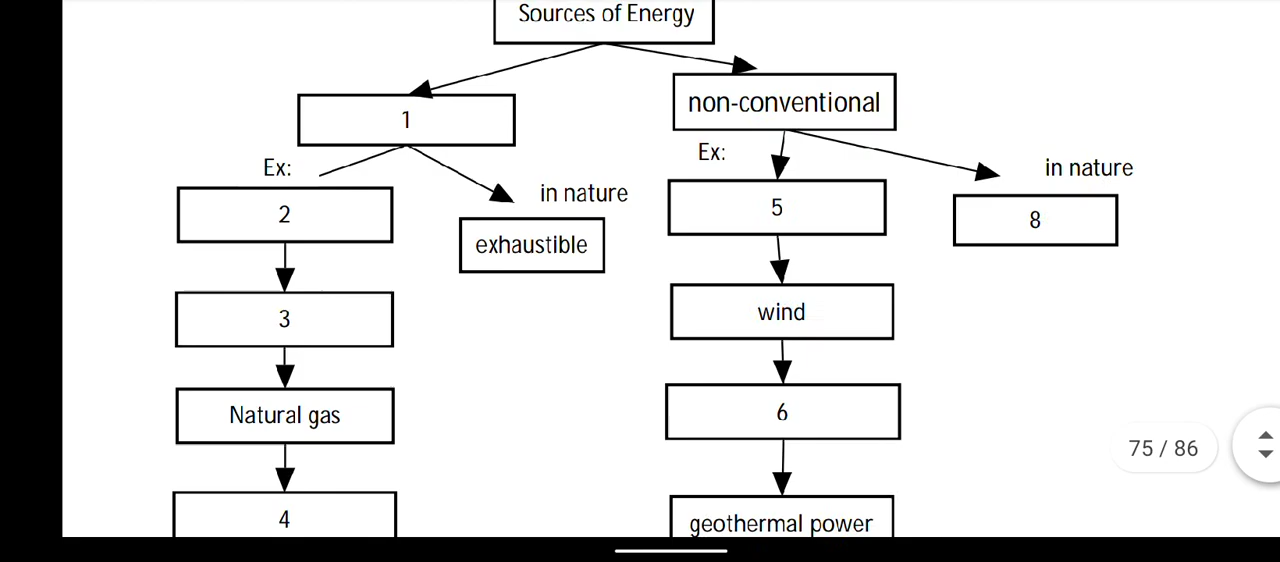 Sources of Energy
1
non-conventional
Ex:
in nature
2
exhaustible
3
Natural gas
4
Ex:
in nature
5
8
wind
6
geothermal power
75 / 86